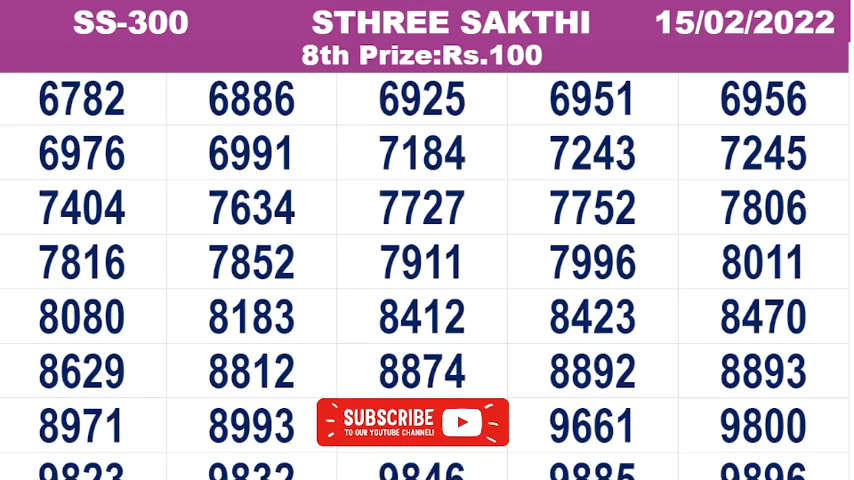 SS-300 STHREE SAKTHI 15/02/2022
8th Prize:Rs.100
6782 6886 6925 6951 6956
6976 6991 7184 7243 7245
7404 7634 7727 7752 7806
7816 7852 7911 7996 8011
8080 8183 8412 8423 8470
8629 8812 8874 8892 8893
8971 8993 SUBSCRIBE 9661 9800
TO OUR YOUTUBE CHANNEL!
9823 9832 9846 9885 9896